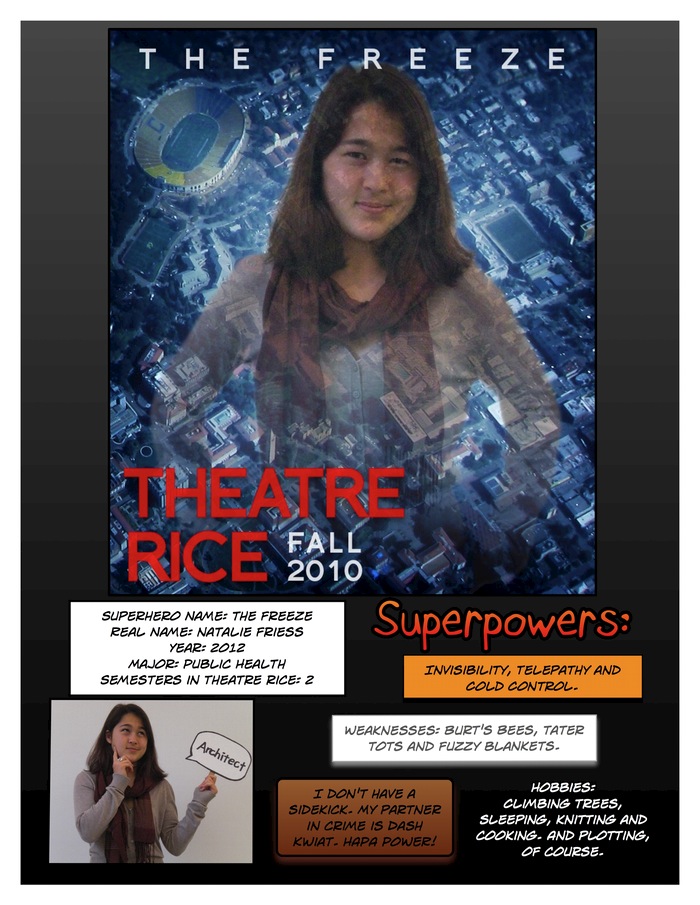 THE FREEZE
THEATRE
RICE
FALL
2010
SUPERHERO NAME: THE FREEZE
REAL NAME: NATALIE FRIESS
YEAR: 2012
MAJOR: PUBLIC HEALTH
SEMESTERS IN THEATRE RICE: 2
Superpowers:
INVISIBILITY, TELEPATHY AND
COLD CONTROL.
WEAKNESSES: BURT'S BEES, TATER
TOTS AND FUZZY BLANKETS.
Architect
I DON'T HAVE A
SIDEKICK. MY PARTNER
IN CRIME IS DASH
KWIAT. HAPA POWER!
HOBBIES:
CLIMBING TREES,
SLEEPING, KNITTING AND
COOKING. AND PLOTTING,
OF COURSE.